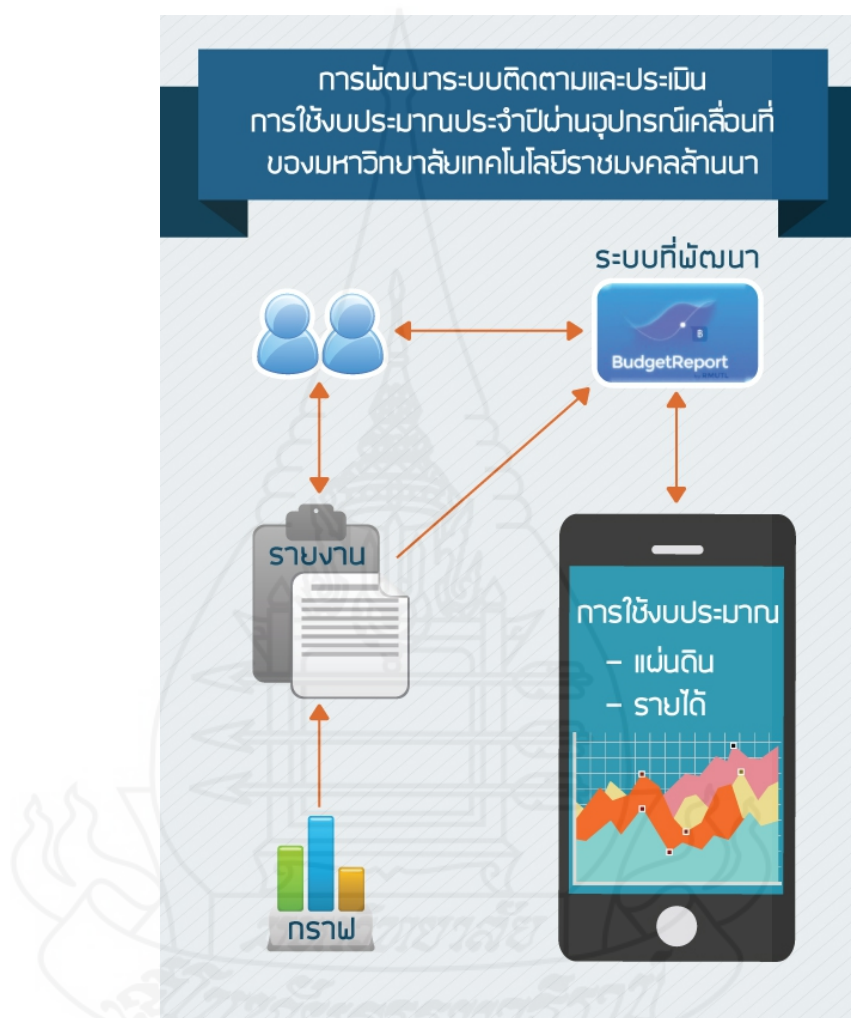 การพัฒนาระบบติดตามและประเมิน
การใช้งบประมาณประจำปีผ่านอุปกรณ์เคลื่อนที่
ของมหาวิทยาลัยเทคโนโลยีราชมงคลล้านนา
ระบบที่พัฒนา
B
BudgetReport
รายงาน
การใช้งบประมาณ
– แผ่นดิน
– รายได้
กราฟ